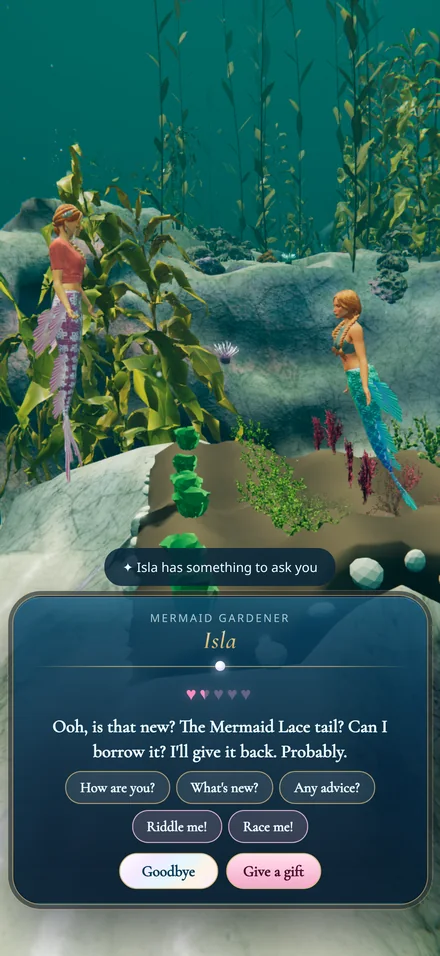 ✦ Isla has something to ask you
MERMAID GARDENER
Isla
Ooh, is that new? The Mermaid Lace tail? Can I
borrow it? I'll give it back. Probably.
How are you? What's new? Any advice?
Riddle me! Race me!
Goodbye Give a gift